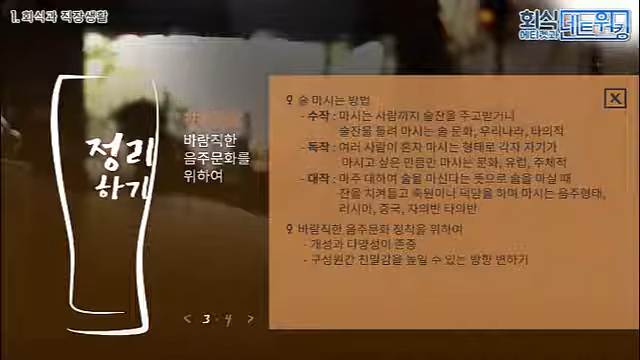 1. 회식과 직장생활
회식
에티켓과
네트워킹
정리
하기
바람직한
음주문화를
위하여
< 3 · 4 >
X
술 마시는 방법
- 수작 : 마시는 사람끼리 술잔을 주고받거니
술잔을 돌려 마시는 술 문화, 우리나라, 타의적
- 독작 : 여러 사람이 혼자 마시는 형태로 각자 자기가
마시고 싶은 만큼만 마시는 문화, 유럽, 주체적
- 대작 : 마주 대하여 술을 마신다는 뜻으로 술을 마실 때
잔을 치켜들고 축원이나 덕담을 하며 마시는 음주형태,
러시아, 중국, 자의반 타의반
바람직한 음주문화 정착을 위하여
- 개성과 다양성이 존중
- 구성원간 친밀감을 높일 수 있는 방향 변하기